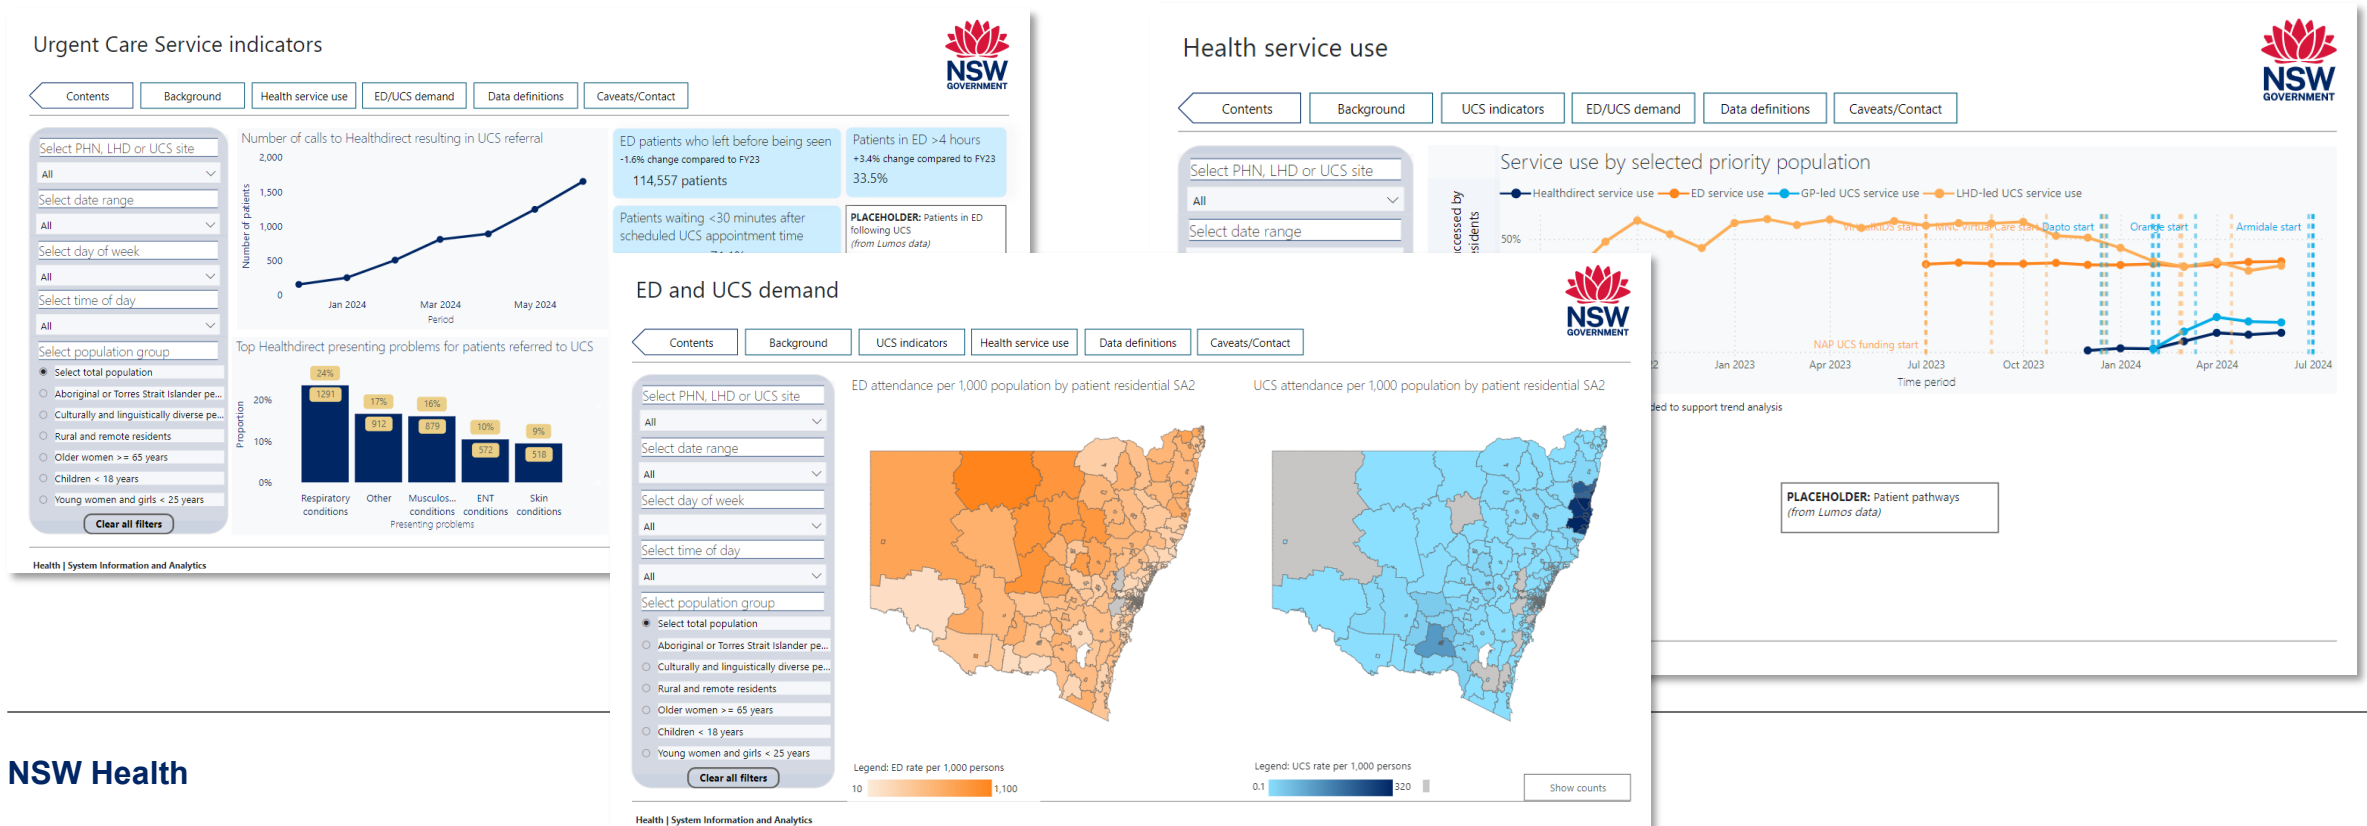 Urgent Care Service indicators
NSW
GOVERNMENT
Contents
Background
Health service use
ED/UCS demand
Data definitions
Caveats/Contact
Select PHN, LHD or UCS site
All
Select date range
All
Select day of week
All
Select time of day
All
Select population group
Select total population
Aboriginal or Torres Strait Islander pe...
Culturally and linguistically diverse pe...
Rural and remote residents
Older women >= 65 years
Children < 18 years
Young women and girls < 25 years
Clear all filters
Number of calls to Healthdirect resulting in UCS referral
Number of patients
2,000
1,500
1,000
500
0
Jan 2024
Mar 2024
May 2024
Period
ED patients who left before being seen
-1.6% change compared to FY23
114,557 patients
Patients in ED >4 hours
+3.4% change compared to FY23
33.5%
Patients waiting <30 minutes after
scheduled UCS appointment time
PLACEHOLDER: Patients in ED
following UCS
(from Lumos data)
Top Healthdirect presenting problems for patients referred to UCS
Proportion
20%
10%
0%
24%
1291
17%
912
16%
879
10%
572
9%
518
Respiratory
conditions
Other
Musculos...
conditions
ENT
conditions
Skin
conditions
Presenting problems
Health | System Information and Analytics
Health service use
NSW
GOVERNMENT
Contents
Background
UCS indicators
ED/UCS demand
Data definitions
Caveats/Contact
Select PHN, LHD or UCS site
All
Select date range
Service use by selected priority population
Healthdirect service use
ED service use
GP-led UCS service use
LHD-led UCS service use
50%
VirtualKIDS start
MNC Virtual Care start
Dapto start
Orange start
Armidale start
NAP UCS funding start
Jan 2023
Apr 2023
Jul 2023
Oct 2023
Jan 2024
Apr 2024
Jul 2024
Time period
to support trend analysis
PLACEHOLDER: Patient pathways
(from Lumos data)
ED and UCS demand
NSW
GOVERNMENT
Contents
Background
UCS indicators
Health service use
Data definitions
Caveats/Contact
Select PHN, LHD or UCS site
All
Select date range
All
Select day of week
All
Select time of day
All
Select population group
Select total population
Aboriginal or Torres Strait Islander pe...
Culturally and linguistically diverse pe...
Rural and remote residents
Older women >= 65 years
Children < 18 years
Young women and girls < 25 years
Clear all filters
ED attendance per 1,000 population by patient residential SA2
UCS attendance per 1,000 population by patient residential SA2
Legend: ED rate per 1,000 persons
10
1,100
Legend: UCS rate per 1,000 persons
0.1
320
Show counts
Health | System Information and Analytics
NSW Health